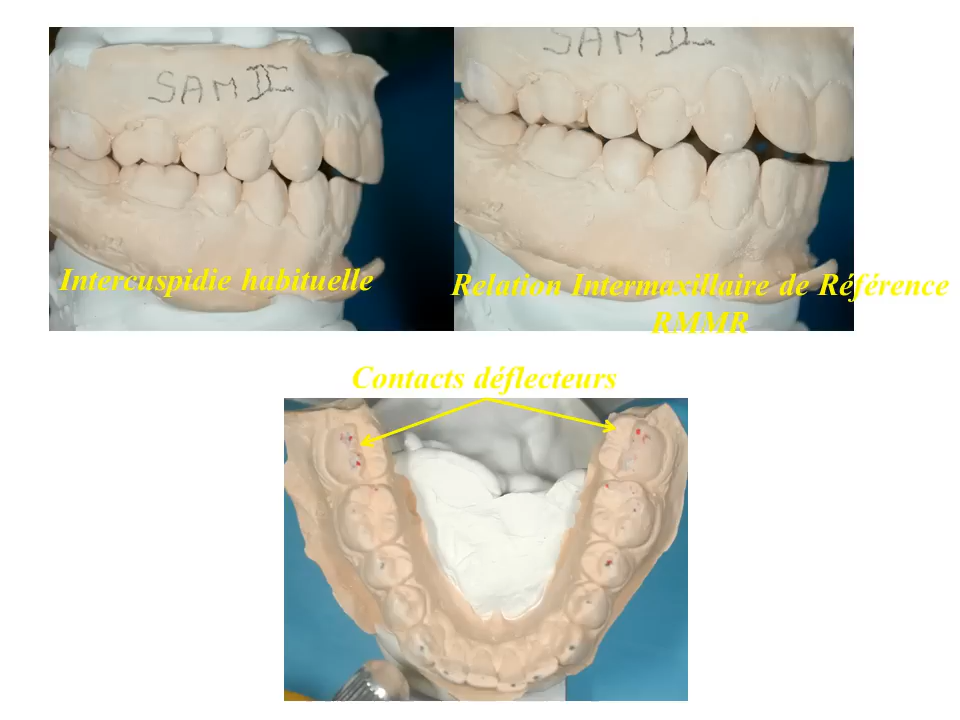 SAM II
SAM II
Intercuspidie habituelle
Relation Intermaxillaire de Référence
RMMR
Contacts déflecteurs